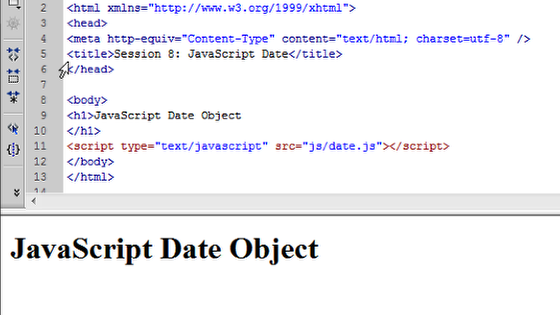 2 <html xmlns="http://www.w3.org/1999/xhtml">
3 <head>
4 <meta http-equiv="Content-Type" content="text/html; charset=utf-8" />
5 <title>Session 8: JavaScript Date</title>
6 </head>
7
8 <body>
9 <h1>JavaScript Date Object
10 </h1>
11 <script type="text/javascript" src="js/date.js"></script>
12 </body>
13 </html>
14
JavaScript Date Object